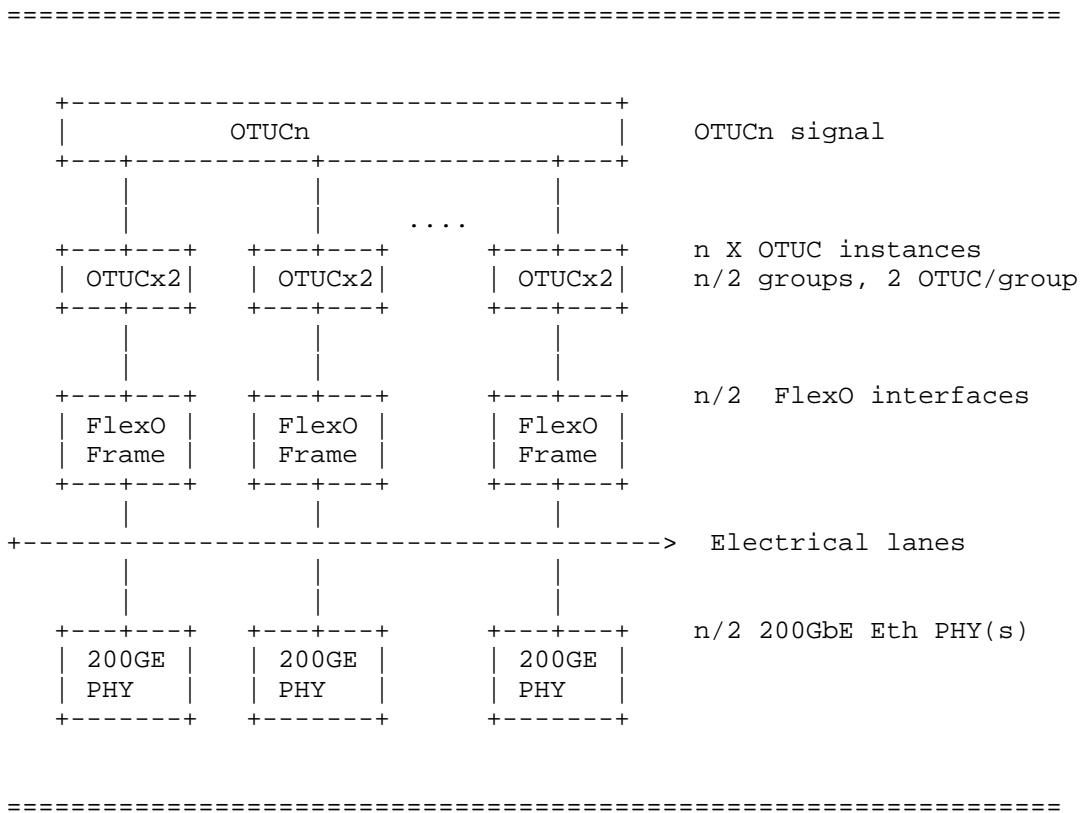 OTUCn OTUCn signal
....
n X OTUC instances
OTUCx2 OTUCx2 OTUCx2 n/2 groups, 2 OTUC/group
n/2 FlexO interfaces
FlexO FlexO FlexO
Frame Frame Frame
Electrical lanes
n/2 200GbE Eth PHY(s)
200GE 200GE 200GE
PHY PHY PHY